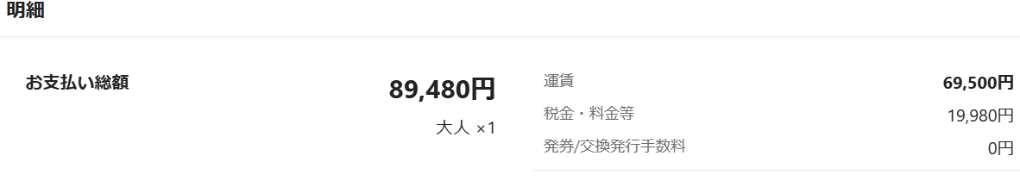 明細
お支払い総額
89,480円
大人 ×1
運賃 69,500円
税金・料金等 19,980円
発券/交換発行手数料 0円